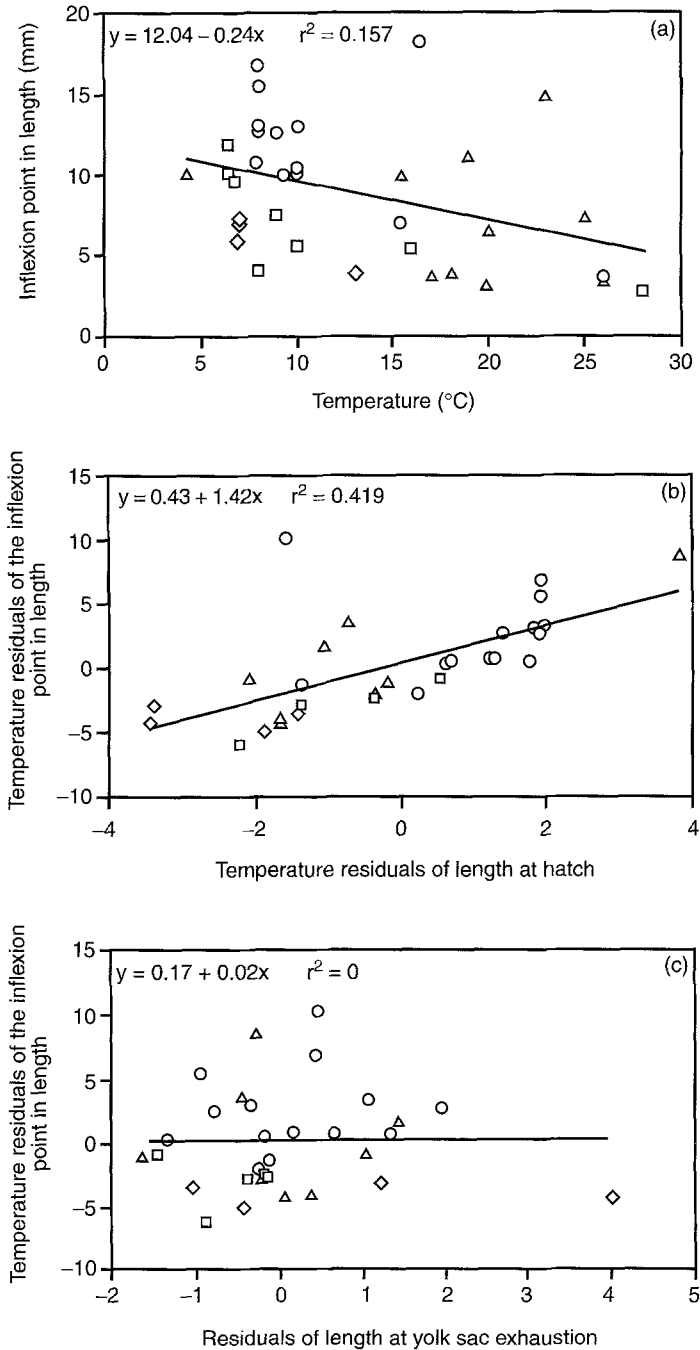 20
y = 12.04 – 0.24x r² = 0.157 (a)
15
10
5
0
Inflexion point in length (mm)
0 5 10 15 20 25 30
Temperature (°C)
15
y = 0.43 + 1.42x r² = 0.419 (b)
10
5
0
–5
–10
Temperature residuals of the inflexion
point in length
–4 –2 0 2 4
Temperature residuals of length at hatch
15
y = 0.17 + 0.02x r² = 0 (c)
10
5
0
–5
–10
Temperature residuals of the inflexion
point in length
–2 –1 0 1 2 3 4 5
Residuals of length at yolk sac exhaustion